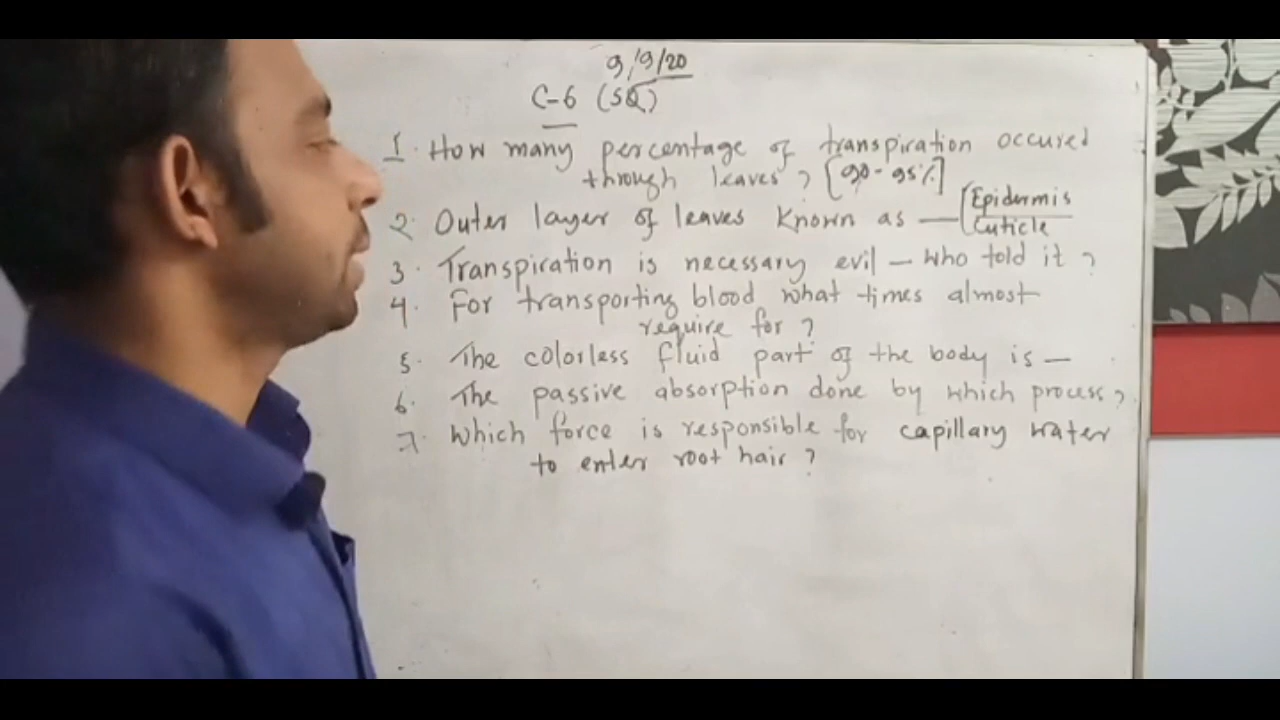 9/9/20
C-6 (SQ)
1. How many percentage of transpiration occured
through leaves? [90-95%]
2. Outer layer of leaves known as — [Epidermis
Cuticle
3. Transpiration is necessary evil — who told it?
4. For transporting blood what times almost
require for?
5. The colorless fluid part of the body is —
6. The passive absorption done by which process?
7. Which force is responsible for capillary water
to enter root hair?